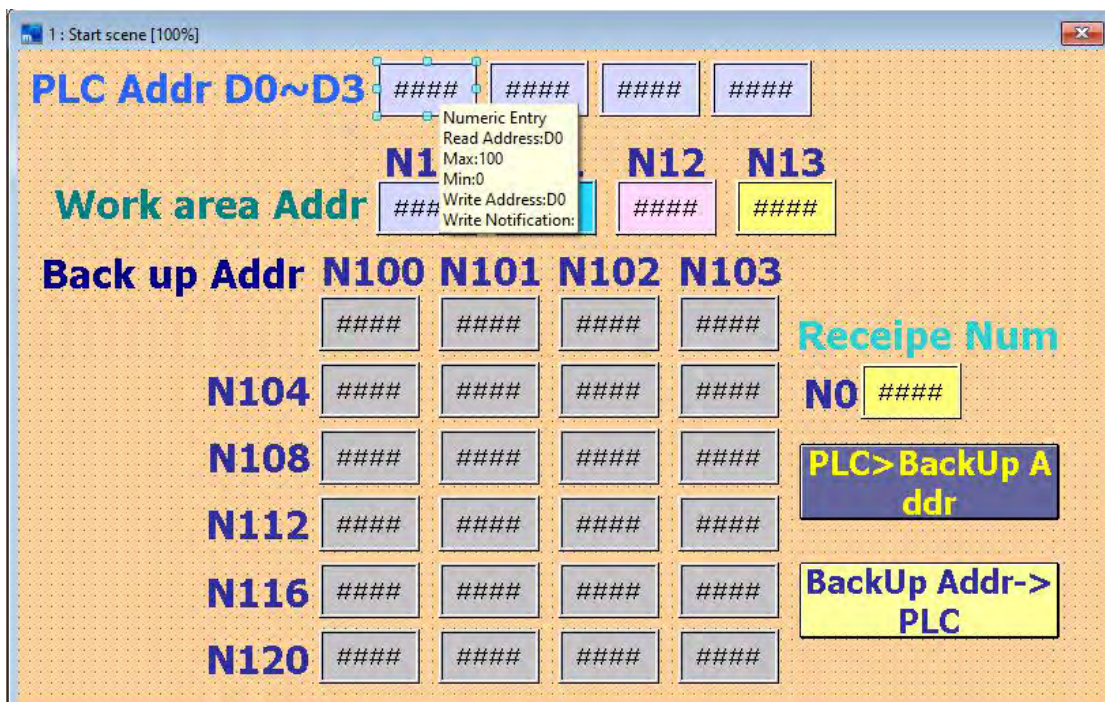 1 : Start scene [100%]
PLC Addr D0~D3 #### #### #### ####
Numeric Entry
Read Address:D0
Max:100
Min:0
Write Address:D0
Write Notification:
N12 N13
Work area Addr #### ####
Back up Addr N100 N101 N102 N103
#### #### #### ####
Receipe Num
N104 #### #### #### ####
N0 ####
N108 #### #### #### ####
PLC>BackUp A
ddr
N112 #### #### #### ####
N116 #### #### #### ####
BackUp Addr->
PLC
N120 #### #### #### ####